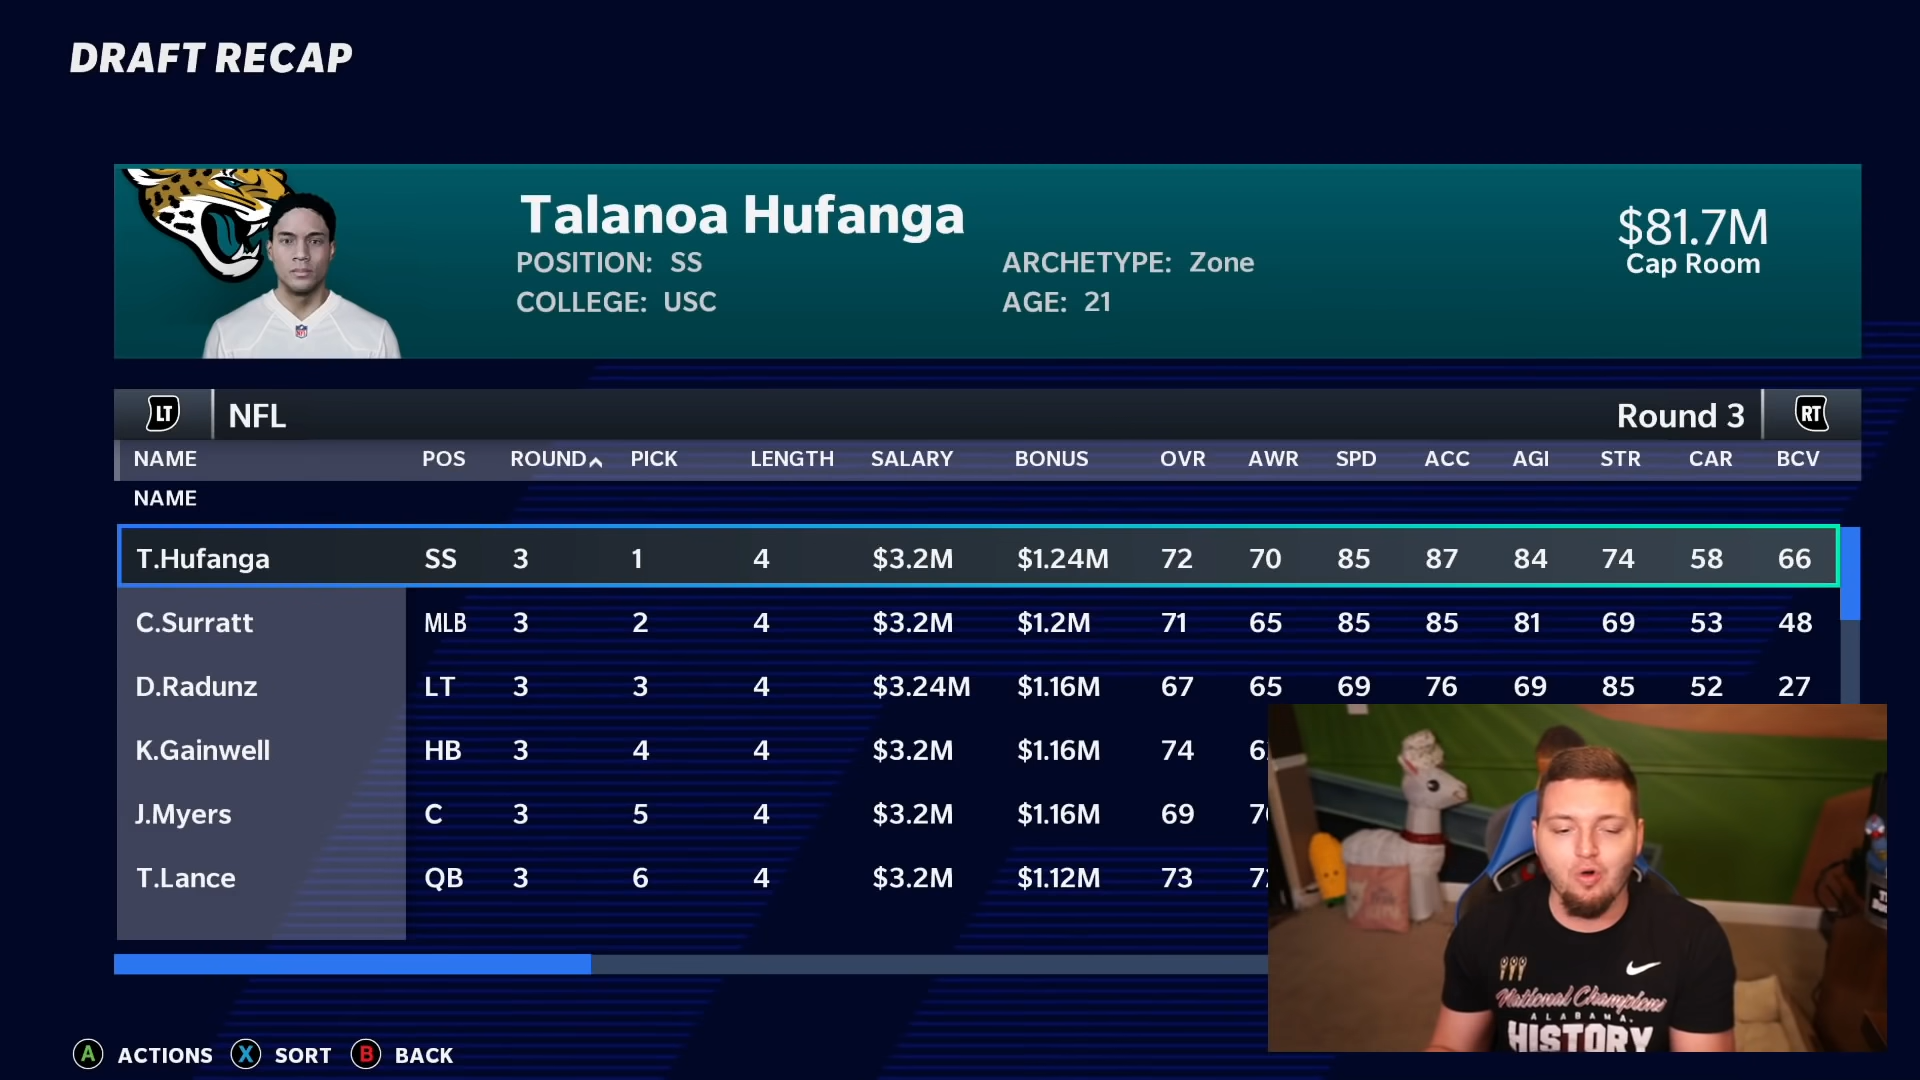 DRAFT RECAP
Talanoa Hufanga
POSITION: SS
ARCHETYPE: Zone
COLLEGE: USC
AGE: 21
$81.7M
Cap Room
LT NFL Round 3 RT
NAME POS ROUND PICK LENGTH SALARY BONUS OVR AWR SPD ACC AGI STR CAR BCV
NAME
T.Hufanga SS 3 1 4 $3.2M $1.24M 72 70 85 87 84 74 58 66
C.Surratt MLB 3 2 4 $3.2M $1.2M 71 65 85 85 81 69 53 48
D.Radunz LT 3 3 4 $3.24M $1.16M 67 65 69 76 69 85 52 27
K.Gainwell HB 3 4 4 $3.2M $1.16M 74
J.Myers C 3 5 4 $3.2M $1.16M 69
T.Lance QB 3 6 4 $3.2M $1.12M 73
National Champions
ALABAMA
HISTORY
A ACTIONS X SORT B BACK